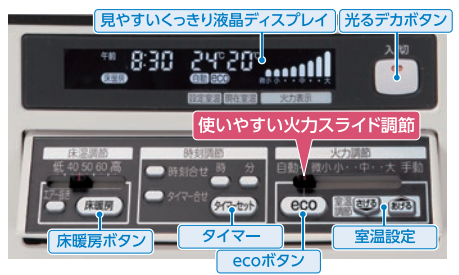 見やすいくっきり液晶ディスプレイ
光るデカボタン
午前 8:30 24℃ 20℃
床暖房 自動 eco 微小 小・・中・・大
設定室温 現在室温 火力表示
入/切
使いやすい火力スライド調節
床温調節 時刻調節 火力調節
低 40 50 60 高
時刻合せ 時 分
自動 微小 小・・中・・大 手動
タイマー合せ
床暖房 タイマーセット eco 室温調節 さげる あげる
床暖房ボタン
タイマー
ecoボタン
室温設定